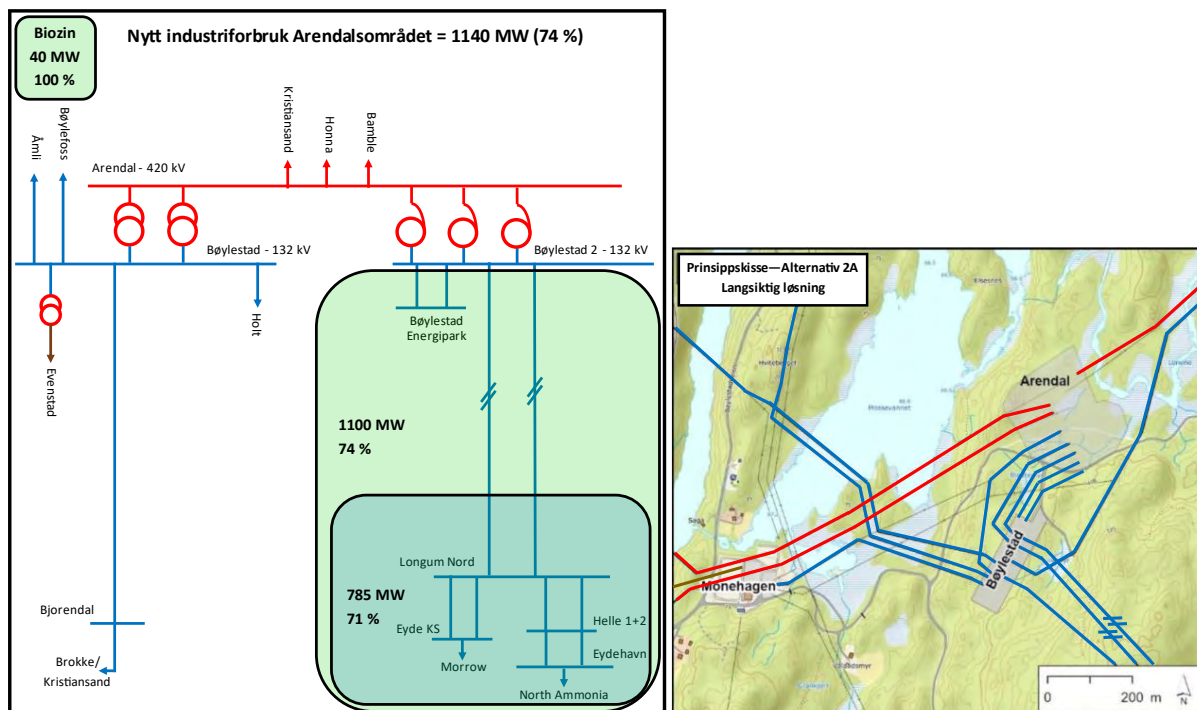 Biozin
40 MW
100 %
Nytt industriforbruk Arendalsområdet = 1140 MW (74 %)
Åmli
Bøylefoss
Kristiansand
Honna
Bamble
Arendal - 420 kV
Bøylestad - 132 kV
Bøylestad 2 - 132 kV
Evenstad
Holt
Bøylestad
Energipark
1100 MW
74 %
Longum Nord
785 MW
71 %
Eyde KS
Morrow
Helle 1+2
Eydehavn
North Ammonia
Bjorendal
Brokke/
Kristiansand
Prinsippskisse—Alternativ 2A
Langsiktig løsning
Arendal
Bøylestad
Monehagen
0
200 m
N